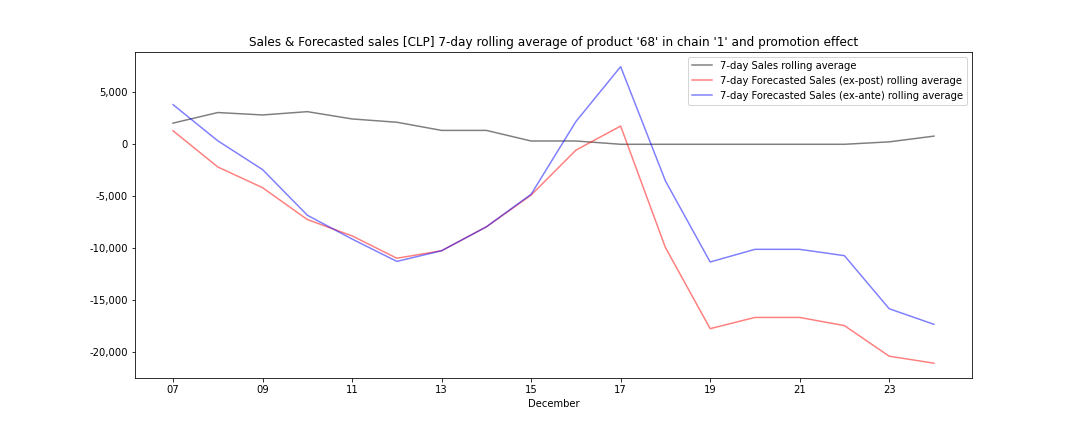 Sales & Forecasted sales [CLP] 7-day rolling average of product '68' in chain '1' and promotion effect
7-day Sales rolling average
7-day Forecasted Sales (ex-post) rolling average
7-day Forecasted Sales (ex-ante) rolling average
5,000
0
-5,000
-10,000
-15,000
-20,000
07 09 11 13 15 17 19 21 23
December